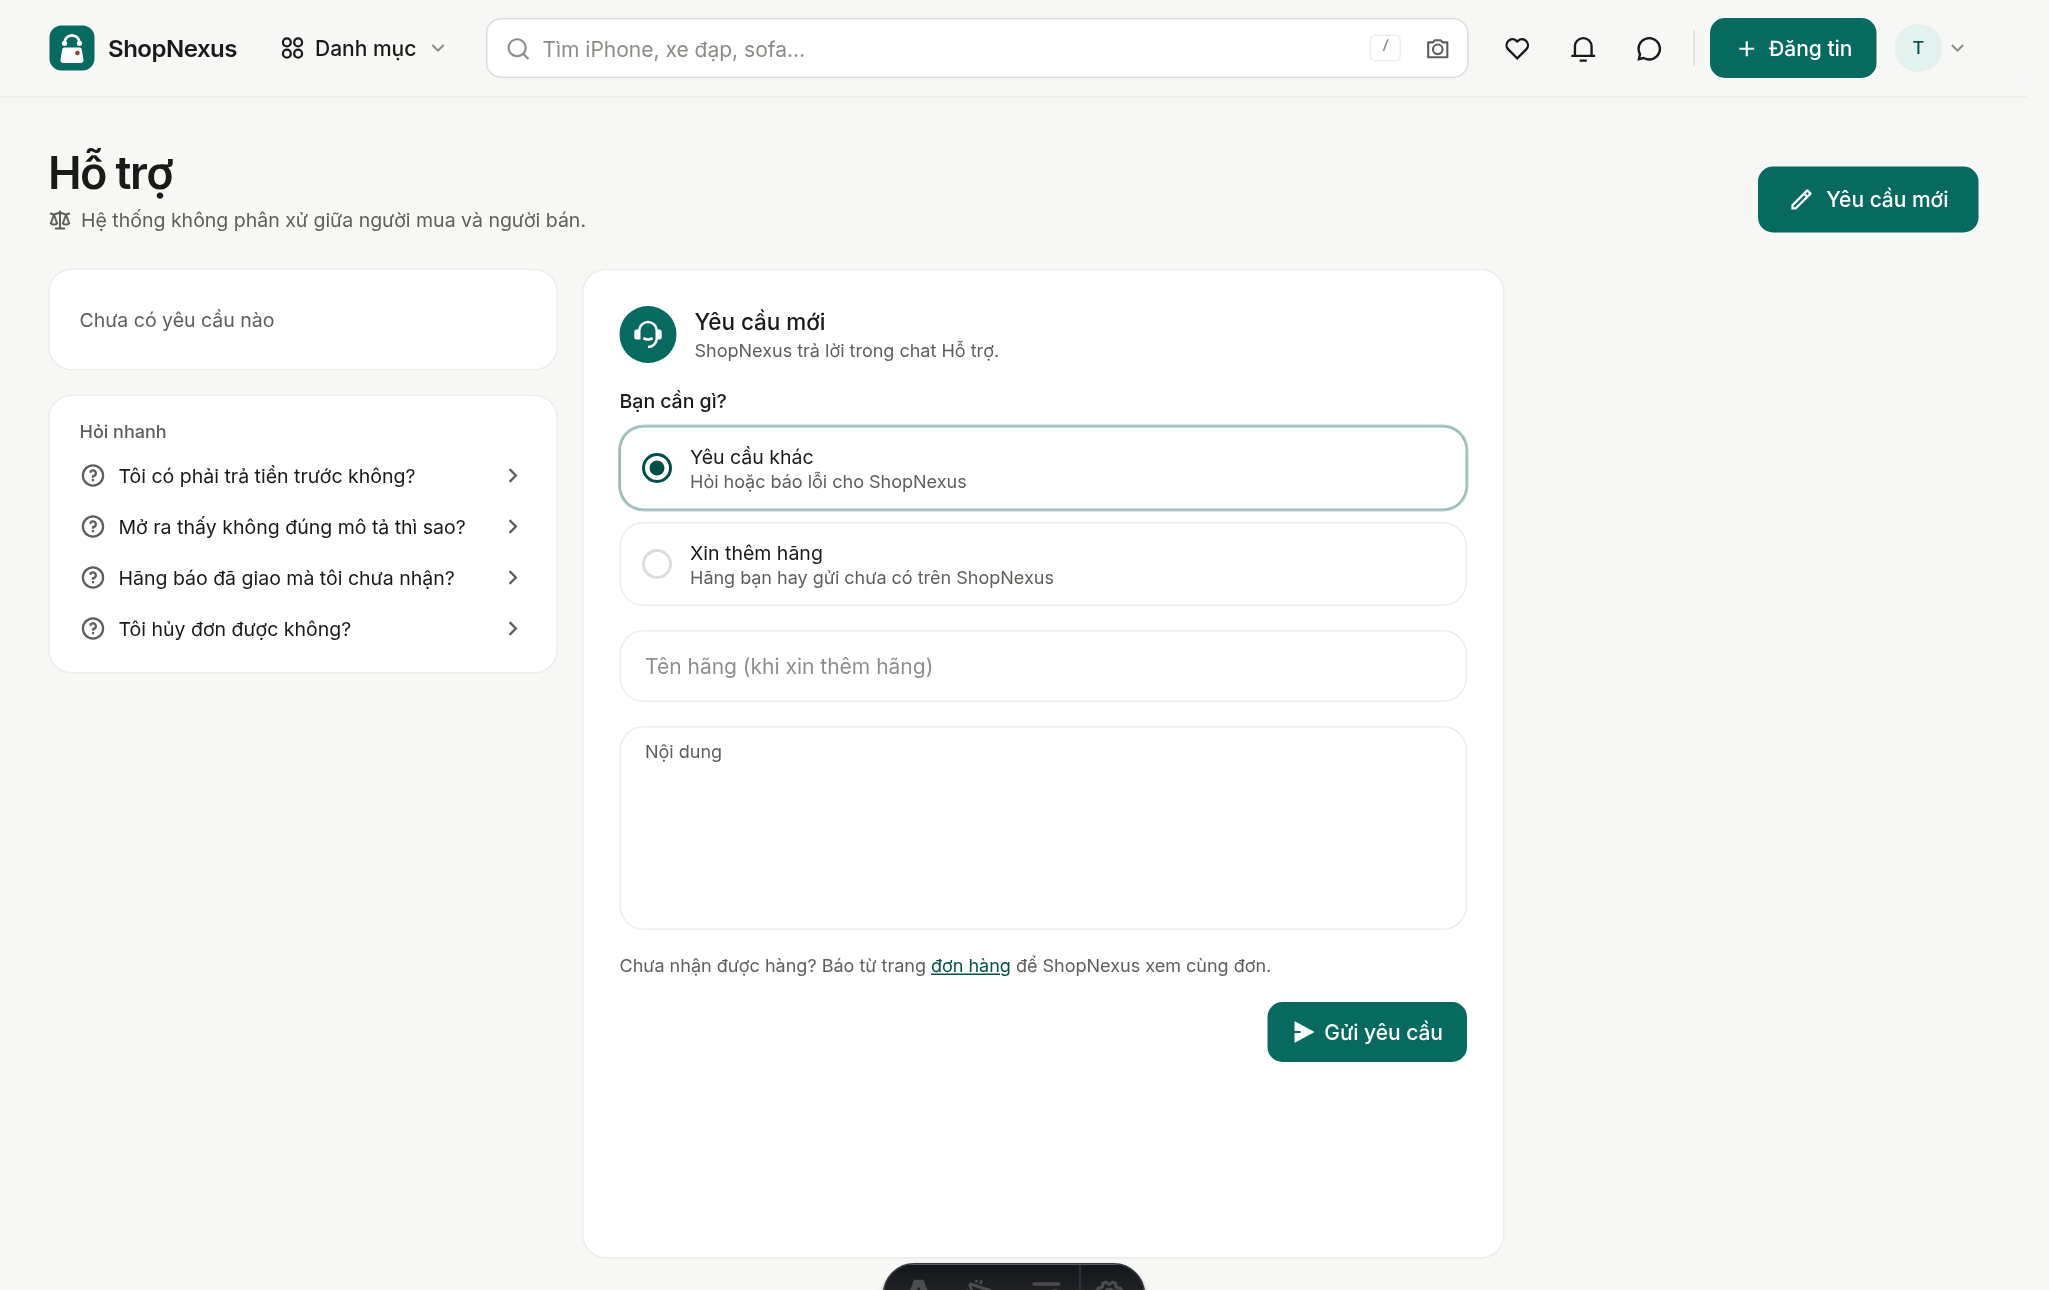 ShopNexus
Danh mục
Tìm iPhone, xe đạp, sofa...
/
Đăng tin
T
Hỗ trợ
Hệ thống không phân xử giữa người mua và người bán.
Yêu cầu mới
Chưa có yêu cầu nào
Hỏi nhanh
Tôi có phải trả tiền trước không?
Mở ra thấy không đúng mô tả thì sao?
Hãng báo đã giao mà tôi chưa nhận?
Tôi hủy đơn được không?
Yêu cầu mới
ShopNexus trả lời trong chat Hỗ trợ.
Bạn cần gì?
Yêu cầu khác
Hỏi hoặc báo lỗi cho ShopNexus
Xin thêm hãng
Hãng bạn hay gửi chưa có trên ShopNexus
Tên hãng (khi xin thêm hãng)
Nội dung
Chưa nhận được hàng? Báo từ trang đơn hàng để ShopNexus xem cùng đơn.
Gửi yêu cầu